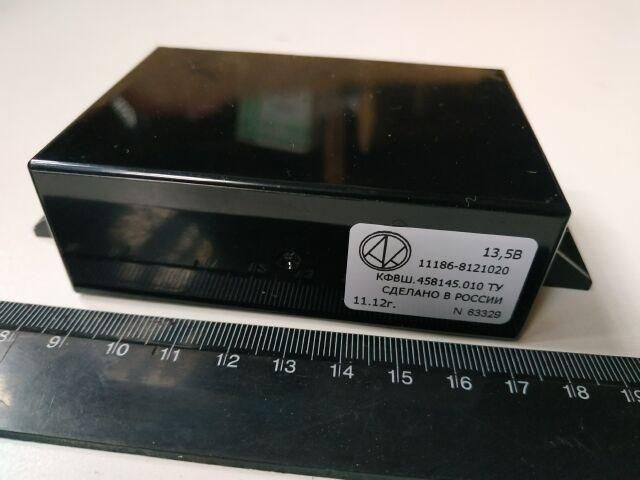 13,5В
11186-8121020
КФВШ.458145.010 ТУ
СДЕЛАНО В РОССИИ
11.12г. N 63329
9 10 11 12 13 14 15 16 17 18 19